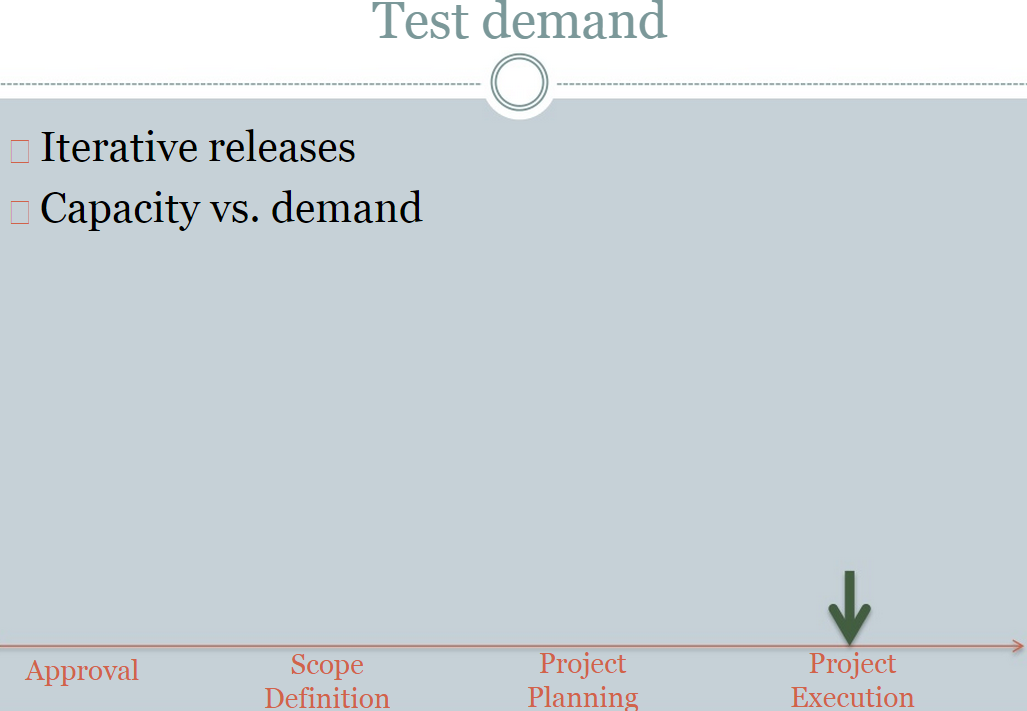 Test demand
Iterative releases
Capacity vs. demand
Approval
Scope
Definition
Project
Planning
Project
Execution